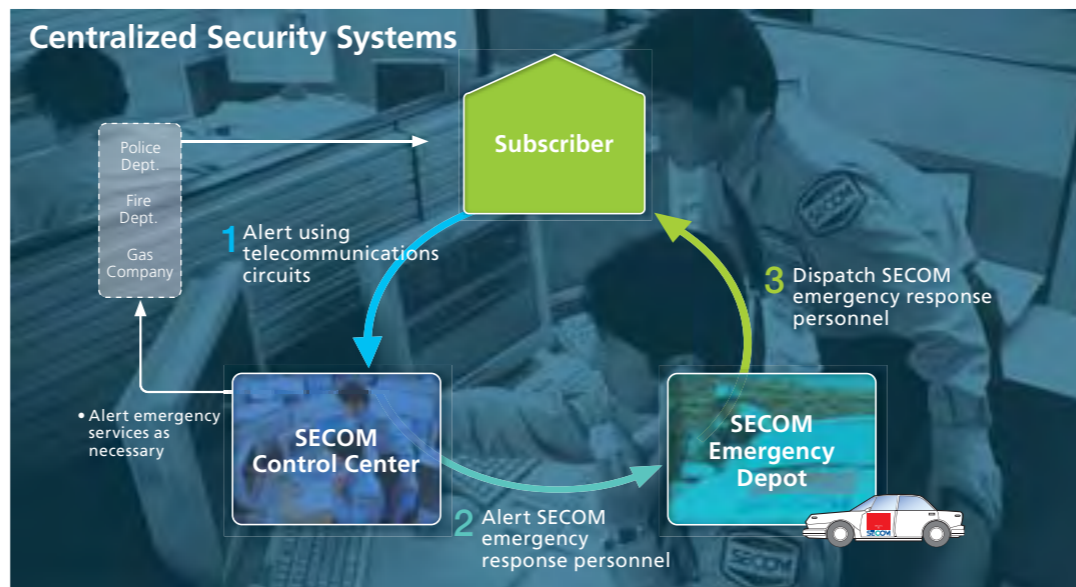 Centralized Security Systems
Subscriber
Police
Dept.
Fire
Dept.
Gas
Company
1 Alert using
telecommunications
circuits
3 Dispatch SECOM
emergency response
personnel
• Alert emergency
services as
necessary
SECOM
Control Center
SECOM
Emergency
Depot
2 Alert SECOM
emergency
response personnel
SECOM
SECOM
SECOM